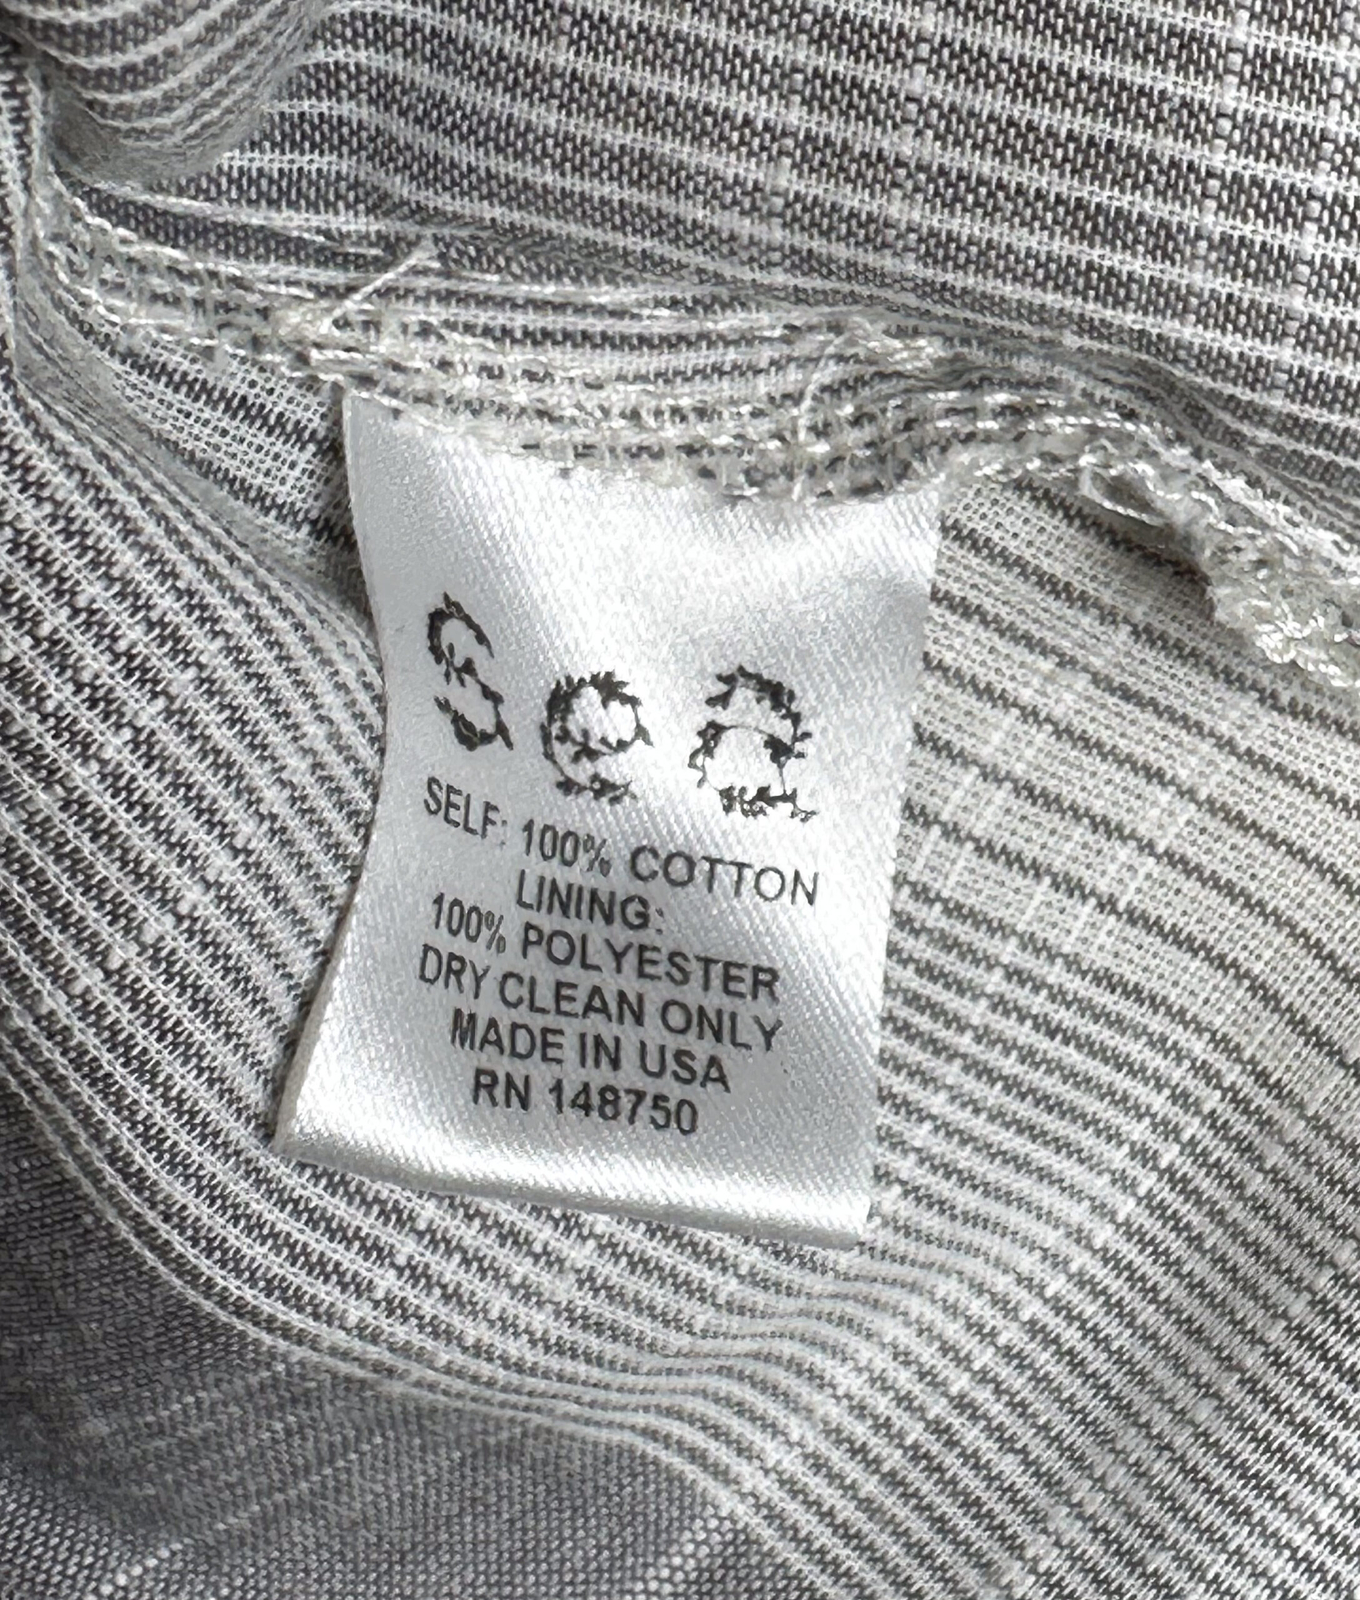 Sea
SELF: 100% COTTON
LINING:
100% POLYESTER
DRY CLEAN ONLY
MADE IN USA
RN 148750